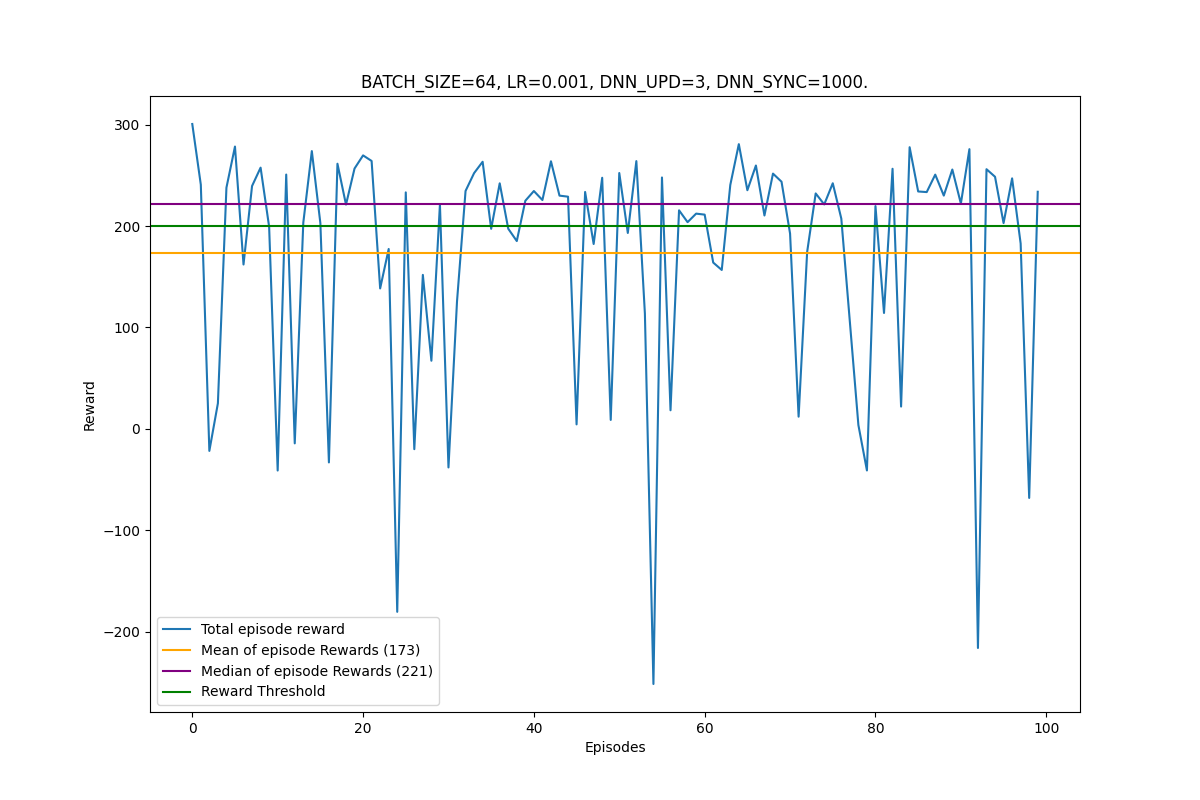 BATCH_SIZE=64, LR=0.001, DNN_UPD=3, DNN_SYNC=1000.
300
200
100
0
−100
−200
Reward
Total episode reward
Mean of episode Rewards (173)
Median of episode Rewards (221)
Reward Threshold
0 20 40 60 80 100
Episodes